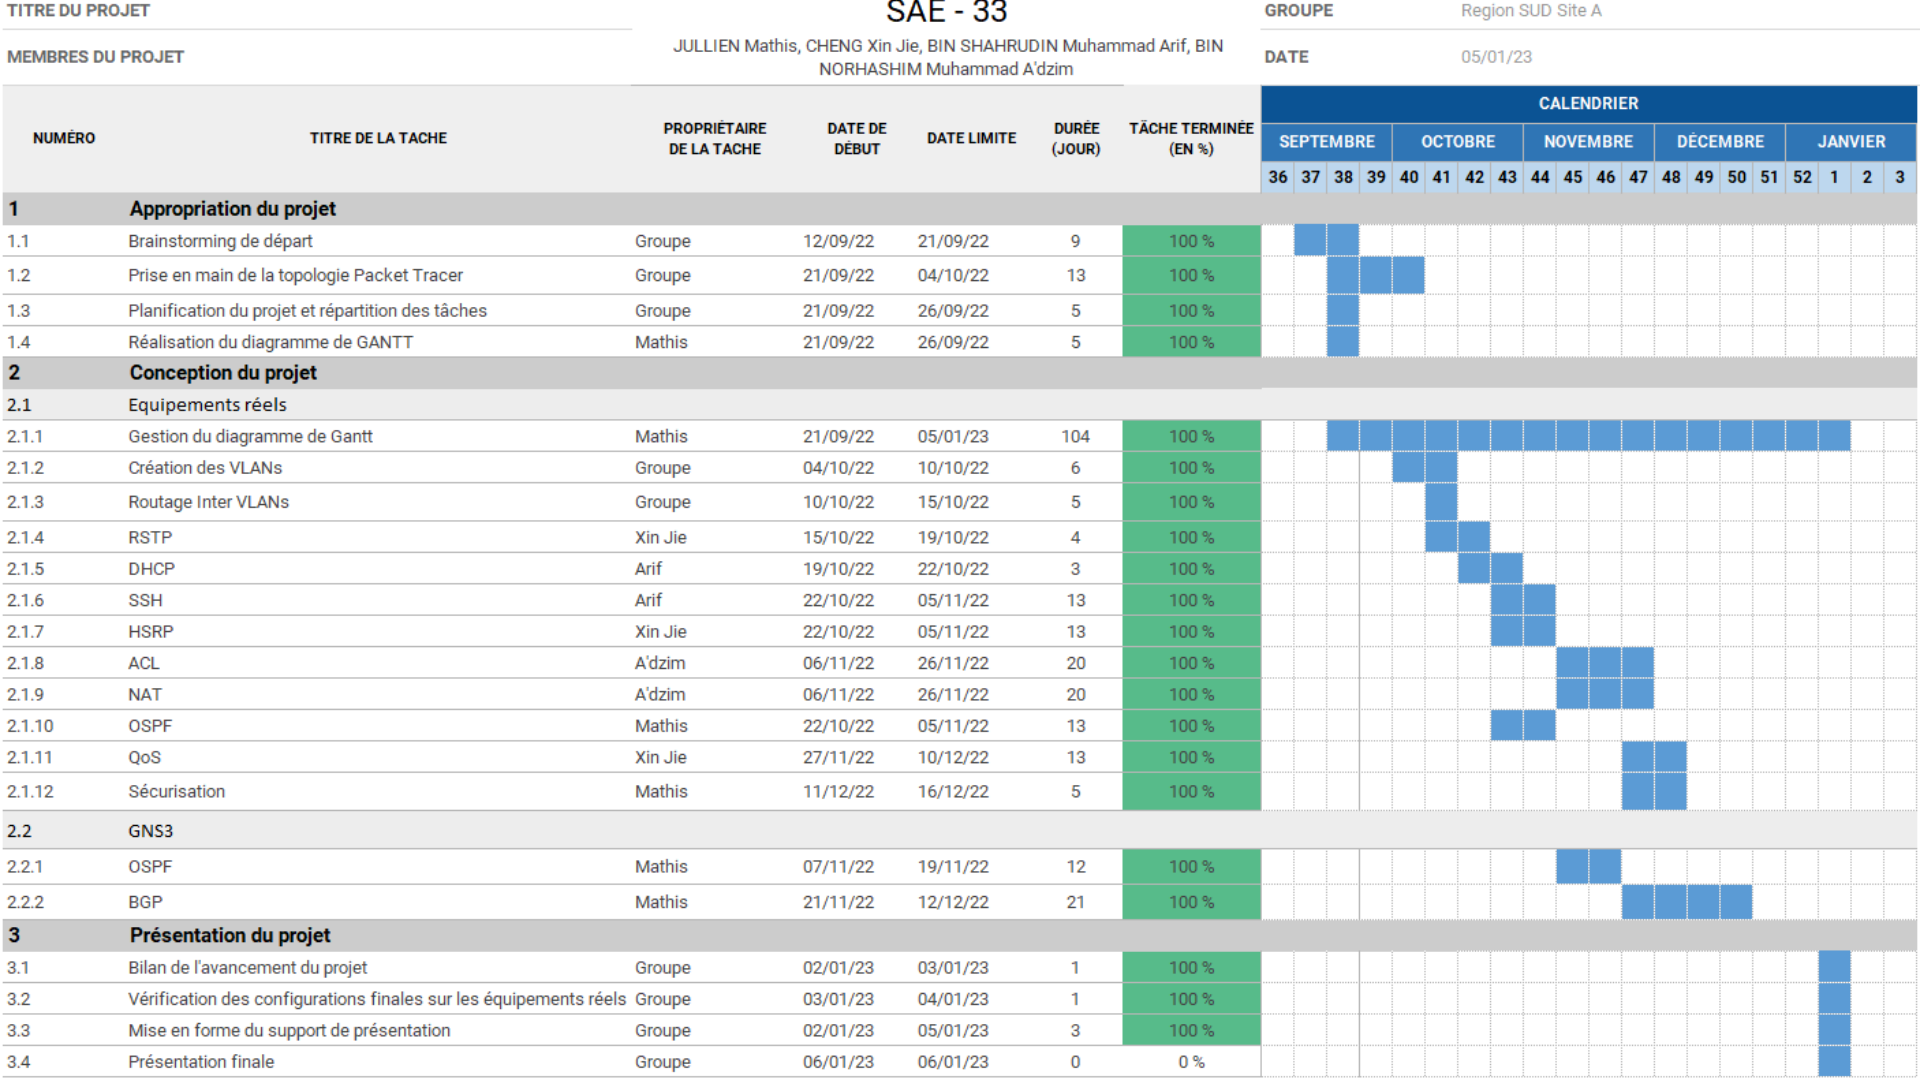 TITRE DU PROJET SAE - 33 GROUPE Region SUD Site A
MEMBRES DU PROJET JULLIEN Mathis, CHENG Xin Jie, BIN SHAHRUDIN Muhammad Arif, BIN NORHASHIM Muhammad A'dzim DATE 05/01/23
NUMÉRO TITRE DE LA TACHE PROPRIÉTAIRE DE LA TACHE DATE DE DÉBUT DATE LIMITE DURÉE (JOUR) TÂCHE TERMINÉE (EN %) CALENDRIER
SEPTEMBRE OCTOBRE NOVEMBRE DÉCEMBRE JANVIER
36 37 38 39 40 41 42 43 44 45 46 47 48 49 50 51 52 1 2 3
1 Appropriation du projet
1.1 Brainstorming de départ Groupe 12/09/22 21/09/22 9 100 %
1.2 Prise en main de la topologie Packet Tracer Groupe 21/09/22 04/10/22 13 100 %
1.3 Planification du projet et répartition des tâches Groupe 21/09/22 26/09/22 5 100 %
1.4 Réalisation du diagramme de GANTT Mathis 21/09/22 26/09/22 5 100 %
2 Conception du projet
2.1 Equipements réels
2.1.1 Gestion du diagramme de Gantt Mathis 21/09/22 05/01/23 104 100 %
2.1.2 Création des VLANs Groupe 04/10/22 10/10/22 6 100 %
2.1.3 Routage Inter VLANs Groupe 10/10/22 15/10/22 5 100 %
2.1.4 RSTP Xin Jie 15/10/22 19/10/22 4 100 %
2.1.5 DHCP Arif 19/10/22 22/10/22 3 100 %
2.1.6 SSH Arif 22/10/22 05/11/22 13 100 %
2.1.7 HSRP Xin Jie 22/10/22 05/11/22 13 100 %
2.1.8 ACL A'dzim 06/11/22 26/11/22 20 100 %
2.1.9 NAT A'dzim 06/11/22 26/11/22 20 100 %
2.1.10 OSPF Mathis 22/10/22 05/11/22 13 100 %
2.1.11 QoS Xin Jie 27/11/22 10/12/22 13 100 %
2.1.12 Sécurisation Mathis 11/12/22 16/12/22 5 100 %
2.2 GNS3
2.2.1 OSPF Mathis 07/11/22 19/11/22 12 100 %
2.2.2 BGP Mathis 21/11/22 12/12/22 21 100 %
3 Présentation du projet
3.1 Bilan de l'avancement du projet Groupe 02/01/23 03/01/23 1 100 %
3.2 Vérification des configurations finales sur les équipements réels Groupe 03/01/23 04/01/23 1 100 %
3.3 Mise en forme du support de présentation Groupe 02/01/23 05/01/23 3 100 %
3.4 Présentation finale Groupe 06/01/23 06/01/23 0 0 %